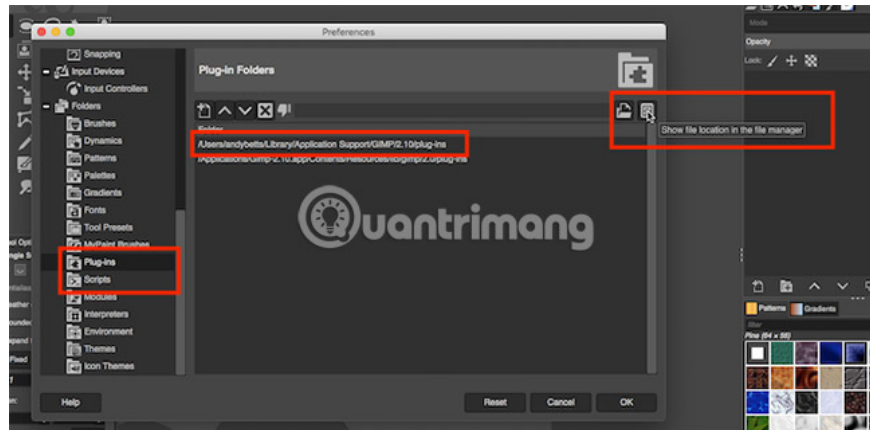 Preferences
Mode
Opacity
Lock:
Snapping
Input Devices
Input Controllers
Folders
Brushes
Dynamics
Patterns
Palettes
Gradients
Fonts
Tool Presets
MyPaint Brushes
Plug-ins
Scripts
Modules
Interpreters
Environment
Themes
Icon Themes
Plug-in Folders
Folder
/Users/andybetts/Library/Application Support/GIMP/2.10/plug-ins
/Applications/Gimp-2.10.app/Contents/Resources/lib/gimp/2.0/plug-ins
Show file location in the file manager
Quantrimang
Patterns
Gradients
filter
Pine (64 x 56)
Fixed
Help
Reset
Cancel
OK